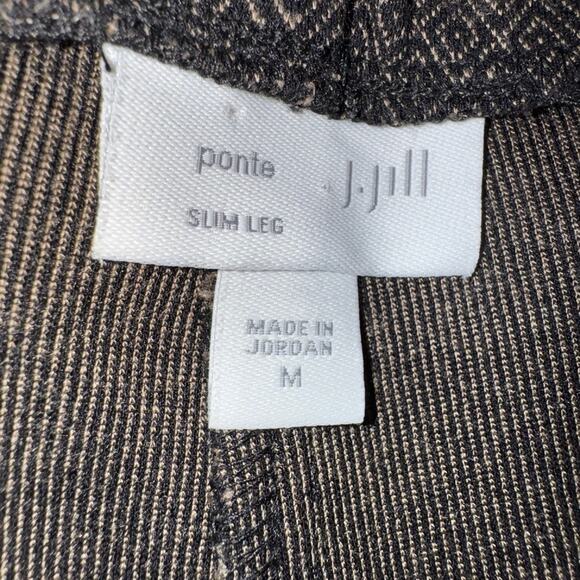 ponte
SLIM LEG
J.Jill
MADE IN
JORDAN
M